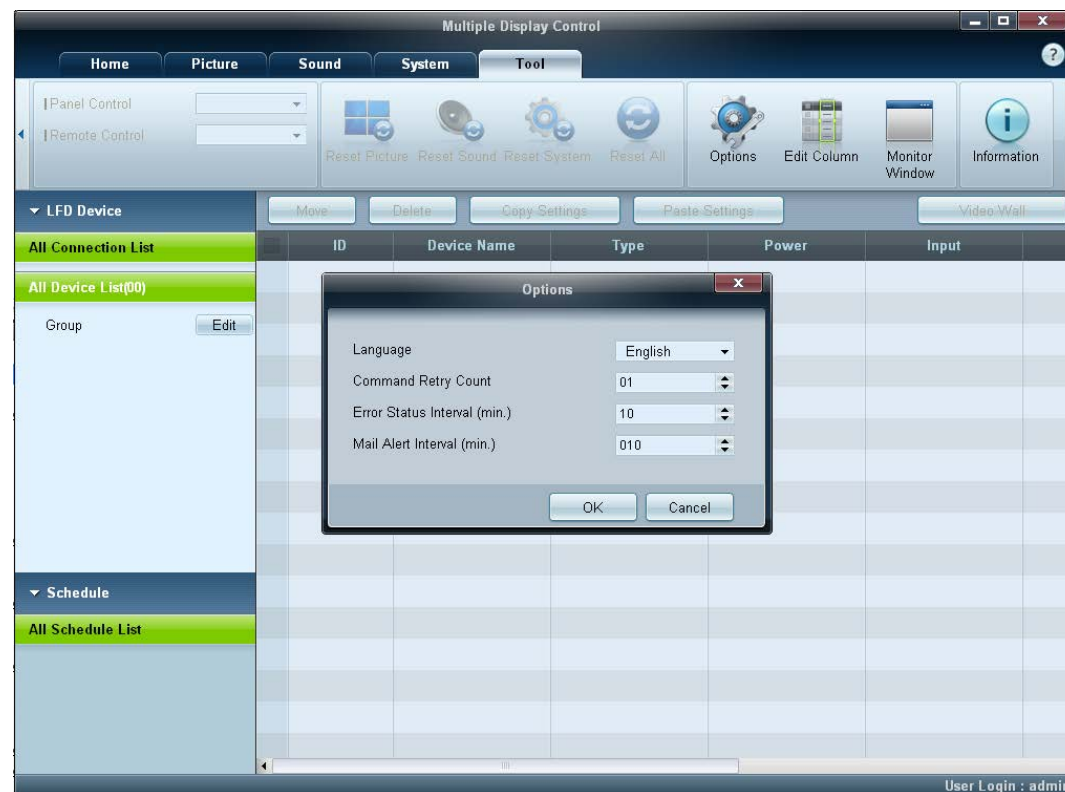 Multiple Display Control
Home Picture Sound System Tool
?
Panel Control
Remote Control
Reset Picture Reset Sound Reset System Reset All Options Edit Column Monitor Window Information
LFD Device
Move Delete Copy Settings Paste Settings Video Wall
All Connection List
ID Device Name Type Power Input
All Device List(00)
Group Edit
Options
Language English
Command Retry Count 01
Error Status Interval (min.) 10
Mail Alert Interval (min.) 010
OK Cancel
Schedule
All Schedule List
User Login : admin